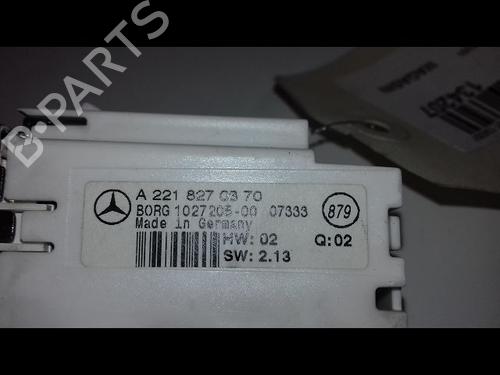 B-PARTS
134207
A 221 827 03 70
BORG 1027205-00 07333
Made in Germany
879
HW: 02
Q: 02
SW: 2.13